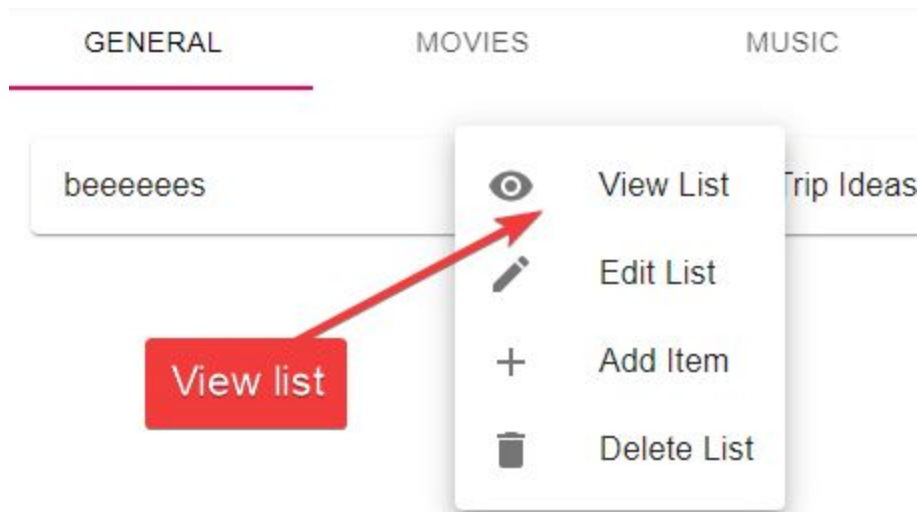 GENERAL MOVIES MUSIC
beeeeees
View List
Trip Ideas
Edit List
Add Item
View list
Delete List